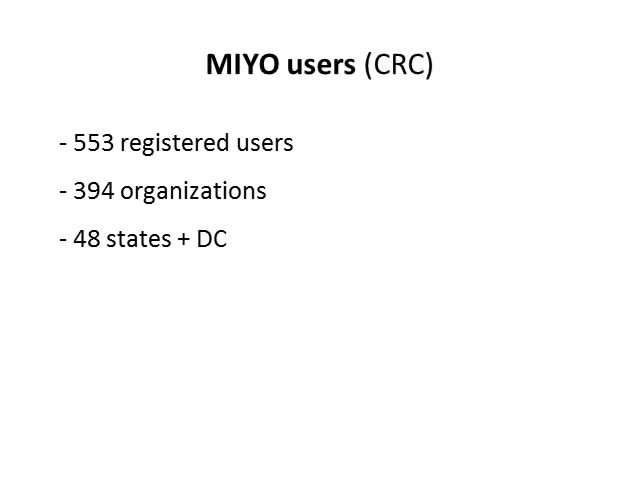 MIYO users (CRC)
- 553 registered users
- 394 organizations
- 48 states + DC